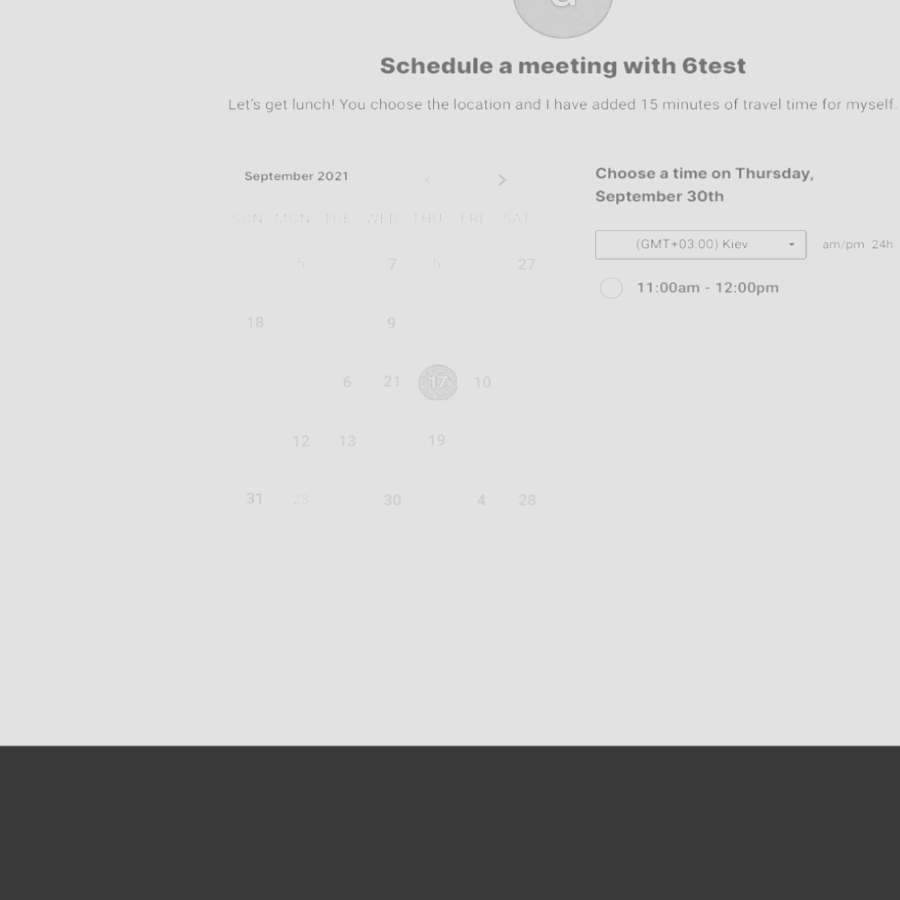 Schedule a meeting with 6test
Let's get lunch! You choose the location and I have added 15 minutes of travel time for myself.
September 2021
SUN MON TUE WED THU FRI SAT
5 7 5 27
18 9
6 21 17 10
12 13 19
31 28 30 4 28
Choose a time on Thursday,
September 30th
(GMT+03:00) Kiev
am/pm 24h
11:00am - 12:00pm